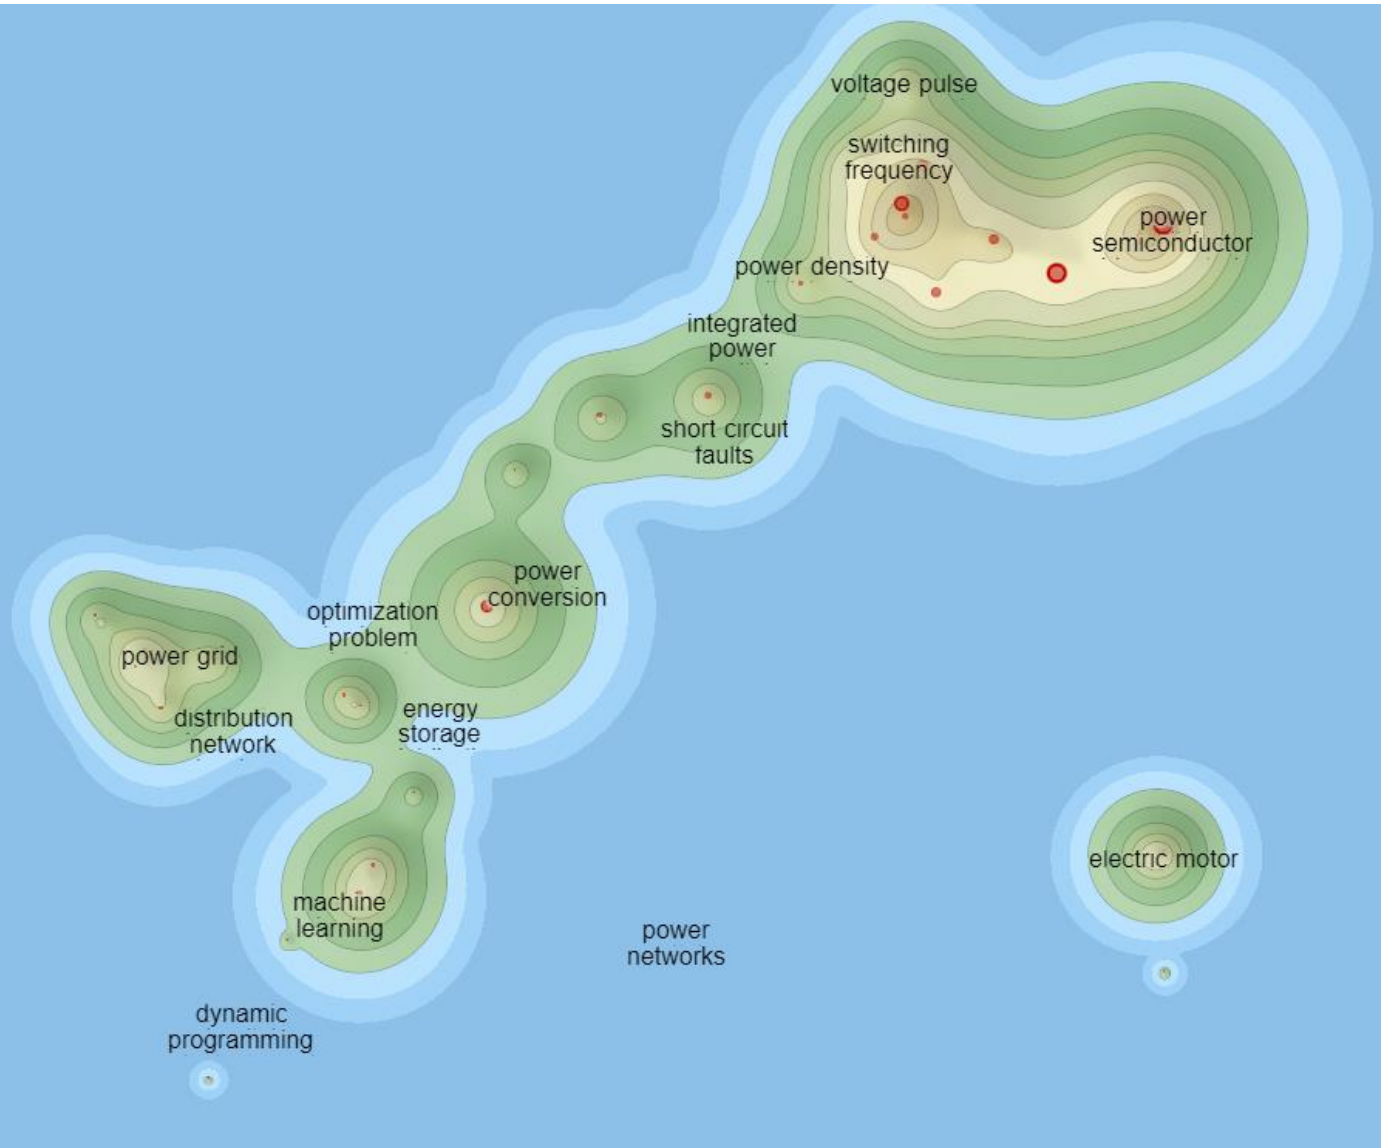 voltage pulse
switching
frequency
power
semiconductor
power density
integrated
power
short circuit
faults
power
conversion
optimization
problem
power grid
energy
storage
distribution
network
electric motor
machine
learning
power
networks
dynamic
programming